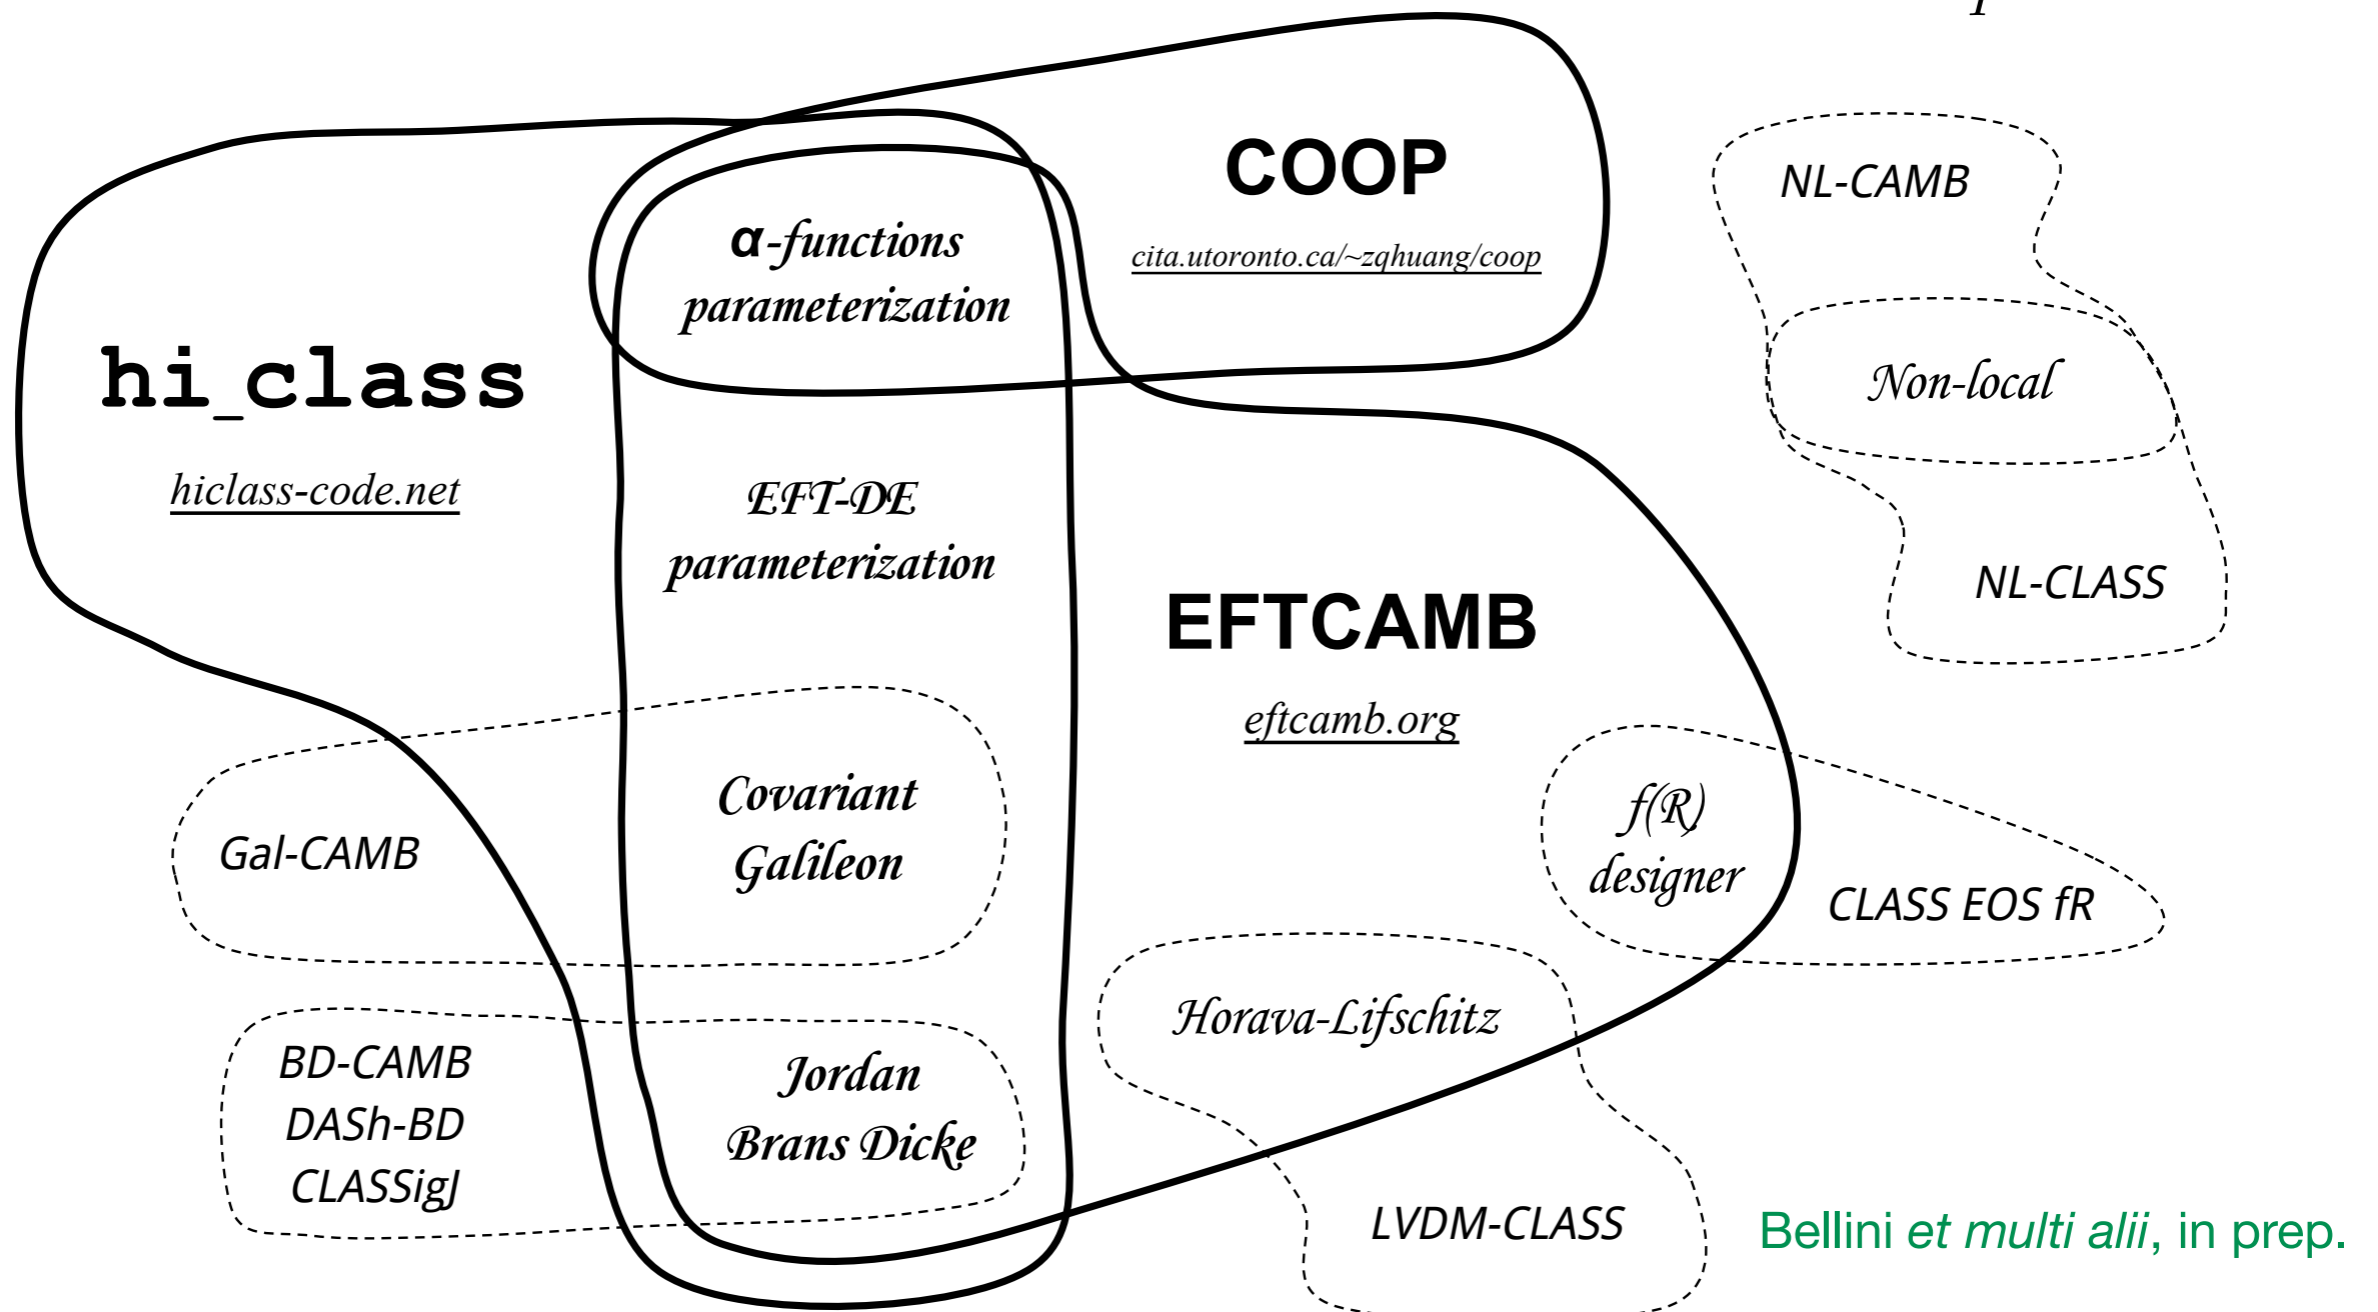 COOP
cita.utoronto.ca/~zqhuang/coop
NL-CAMB
α-functions
parameterization
hi_class
hiclass-code.net
Non-local
EFT-DE
parameterization
EFTCAMB
eftcamb.org
NL-CLASS
Covariant
Galileon
Gal-CAMB
f(R)
designer
CLASS EOS fR
Horava-Lifschitz
BD-CAMB
DASh-BD
CLASSigJ
Jordan
Brans Dicke
LVDM-CLASS
Bellini et multi alii, in prep.